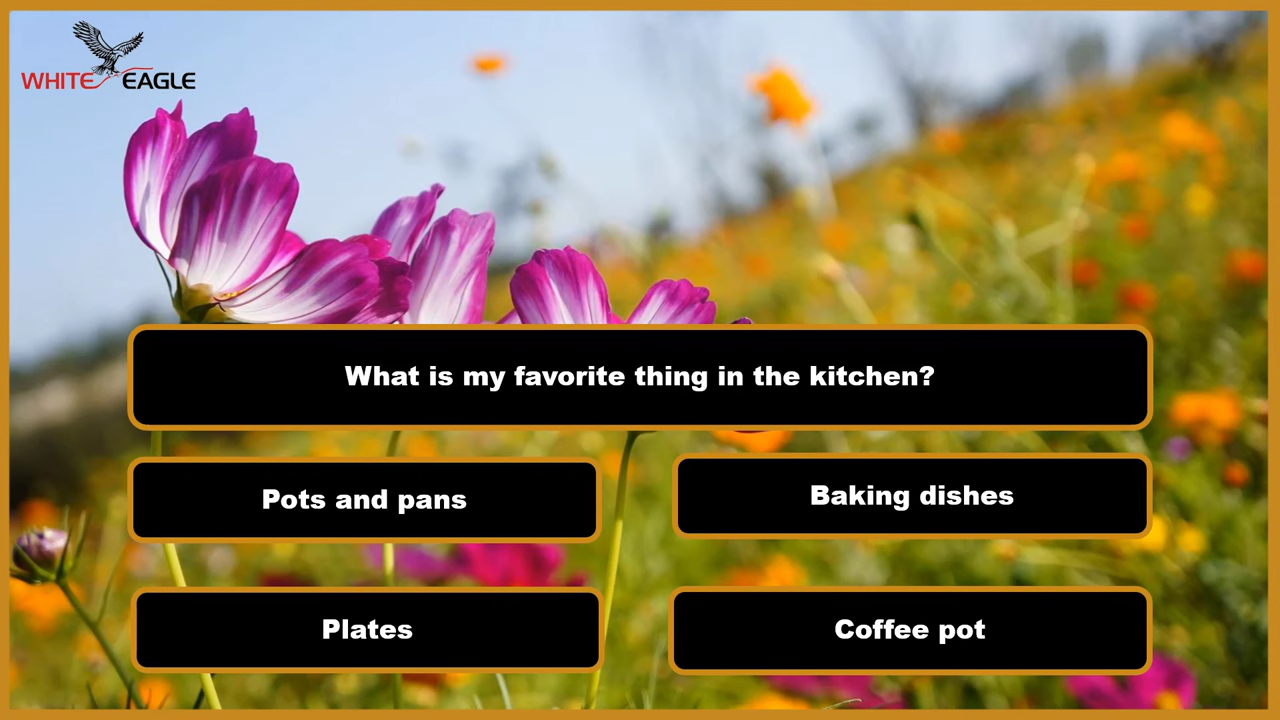 WHITE EAGLE
What is my favorite thing in the kitchen?
Pots and pans
Baking dishes
Plates
Coffee pot